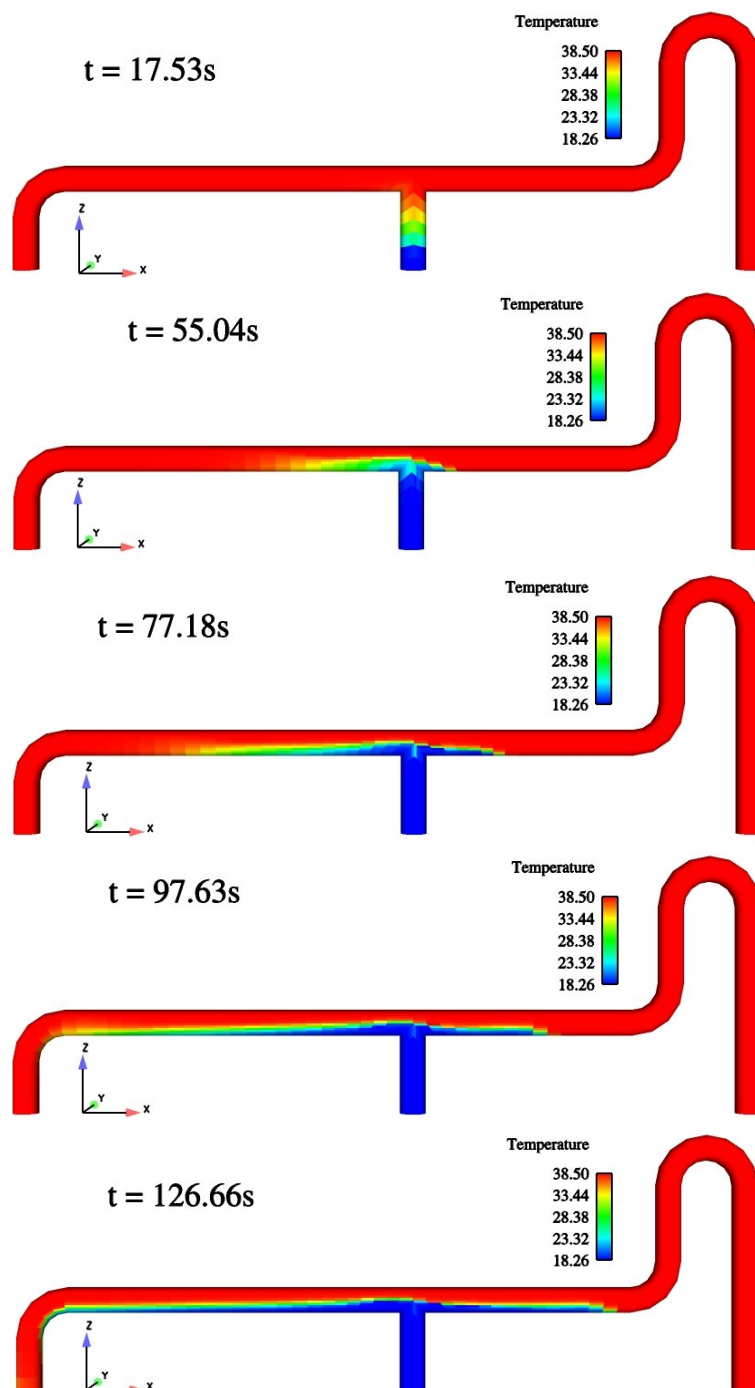 Temperature
t = 17.53s
38.50
33.44
28.38
23.32
18.26
Z
Y
X
Temperature
t = 55.04s
38.50
33.44
28.38
23.32
18.26
Z
Y
X
Temperature
t = 77.18s
38.50
33.44
28.38
23.32
18.26
Z
Y
X
Temperature
t = 97.63s
38.50
33.44
28.38
23.32
18.26
Z
Y
X
Temperature
t = 126.66s
38.50
33.44
28.38
23.32
18.26
Z
Y
X